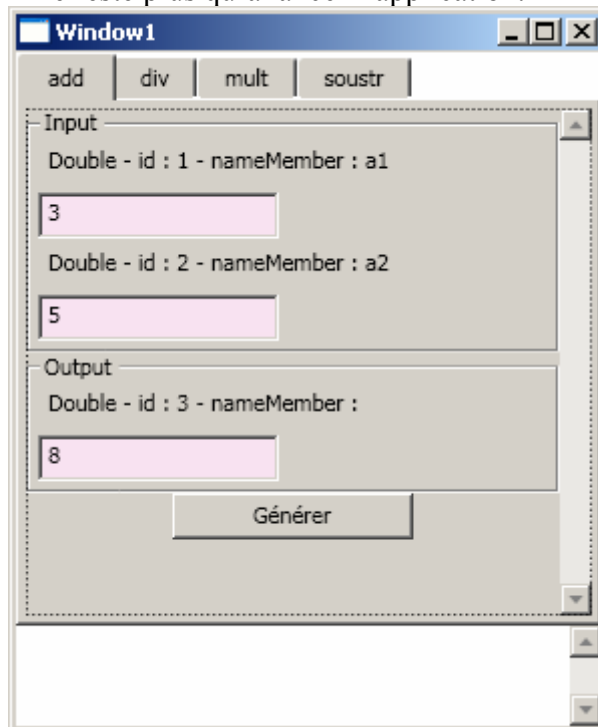 Window1
add div mult soustr
Input
Double - id : 1 - nameMember : a1
3
Double - id : 2 - nameMember : a2
5
Output
Double - id : 3 - nameMember :
8
Générer